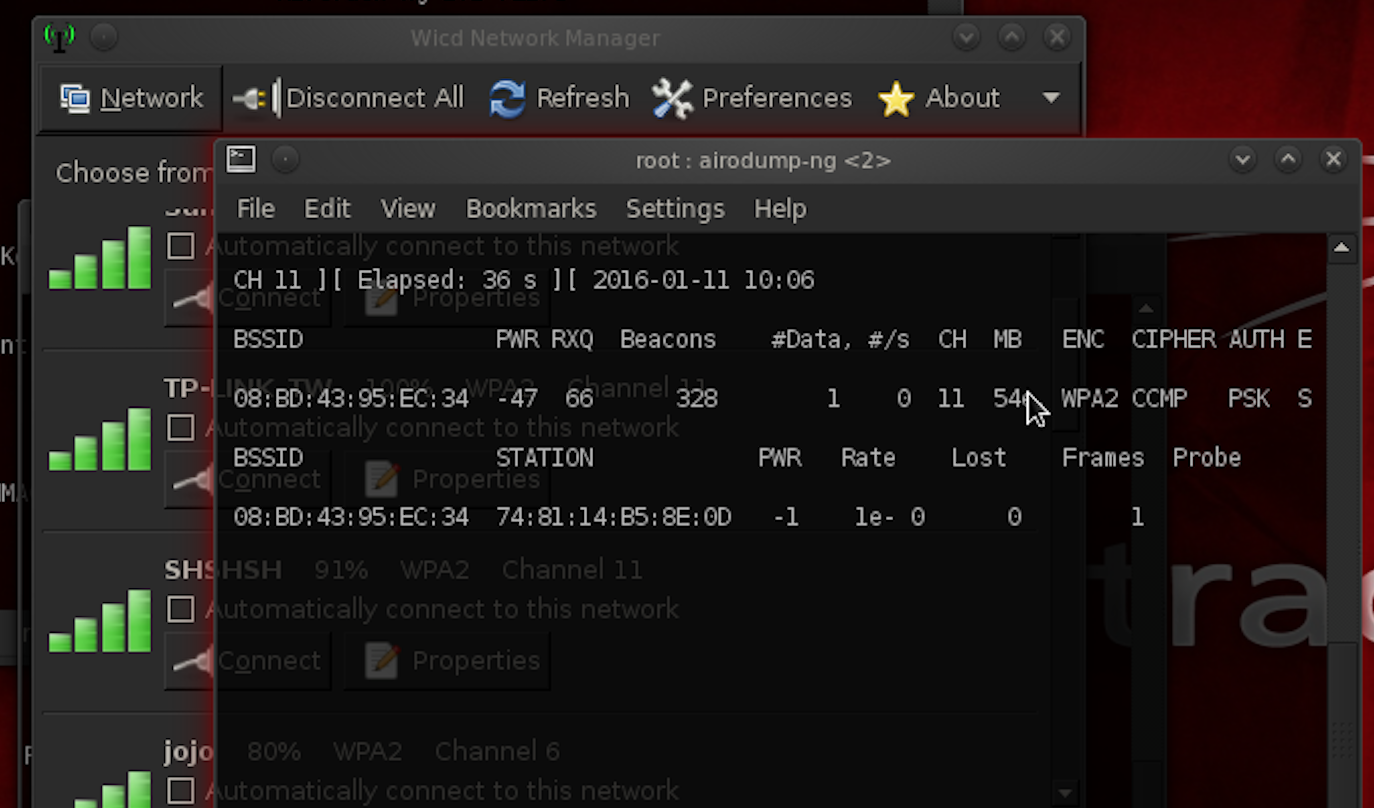 Wicd Network Manager
Network Disconnect All Refresh Preferences About
Choose from
root : airodump-ng <2>
File Edit View Bookmarks Settings Help
Automatically connect to this network
Connect Properties
CH 11 ][ Elapsed: 36 s ][ 2016-01-11 10:06
BSSID PWR RXQ Beacons #Data, #/s CH MB ENC CIPHER AUTH E
TP-LINK_TW 100% WPA2 Channel 11
08:BD:43:95:EC:34 -47 66 328 1 0 11 54e WPA2 CCMP PSK S
Automatically connect to this network
BSSID STATION PWR Rate Lost Frames Probe
Connect Properties
08:BD:43:95:EC:34 74:81:14:B5:8E:0D -1 1e- 0 0 1
SHSHSH 91% WPA2 Channel 11
Automatically connect to this network
Connect Properties
jojo 80% WPA2 Channel 6
Automatically connect to this network
trac